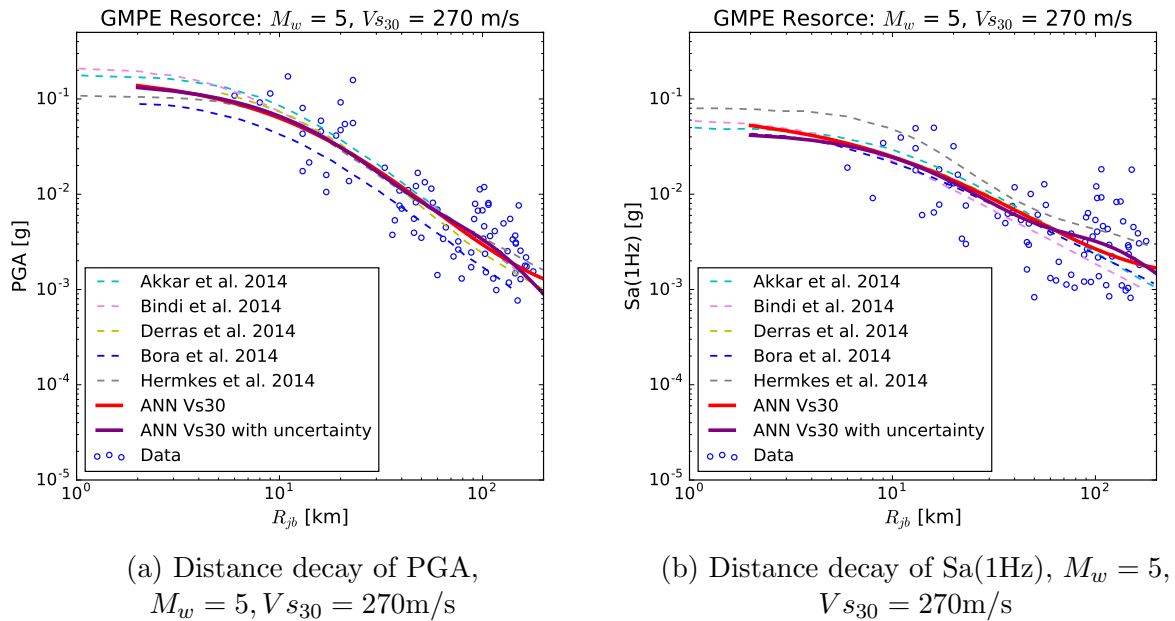 GMPE Resorce: M_w = 5, Vs_30 = 270 m/s
PGA [g]
10^-1
10^-2
10^-3
10^-4
10^-5
Akkar et al. 2014
Bindi et al. 2014
Derras et al. 2014
Bora et al. 2014
Hermkes et al. 2014
ANN Vs30
ANN Vs30 with uncertainty
Data
10^0 10^1 10^2
R_jb [km]
(a) Distance decay of PGA,
M_w = 5, Vs_30 = 270m/s
GMPE Resorce: M_w = 5, Vs_30 = 270 m/s
Sa(1Hz) [g]
10^-1
10^-2
10^-3
10^-4
10^-5
Akkar et al. 2014
Bindi et al. 2014
Derras et al. 2014
Bora et al. 2014
Hermkes et al. 2014
ANN Vs30
ANN Vs30 with uncertainty
Data
10^0 10^1 10^2
R_jb [km]
(b) Distance decay of Sa(1Hz), M_w = 5,
Vs_30 = 270m/s